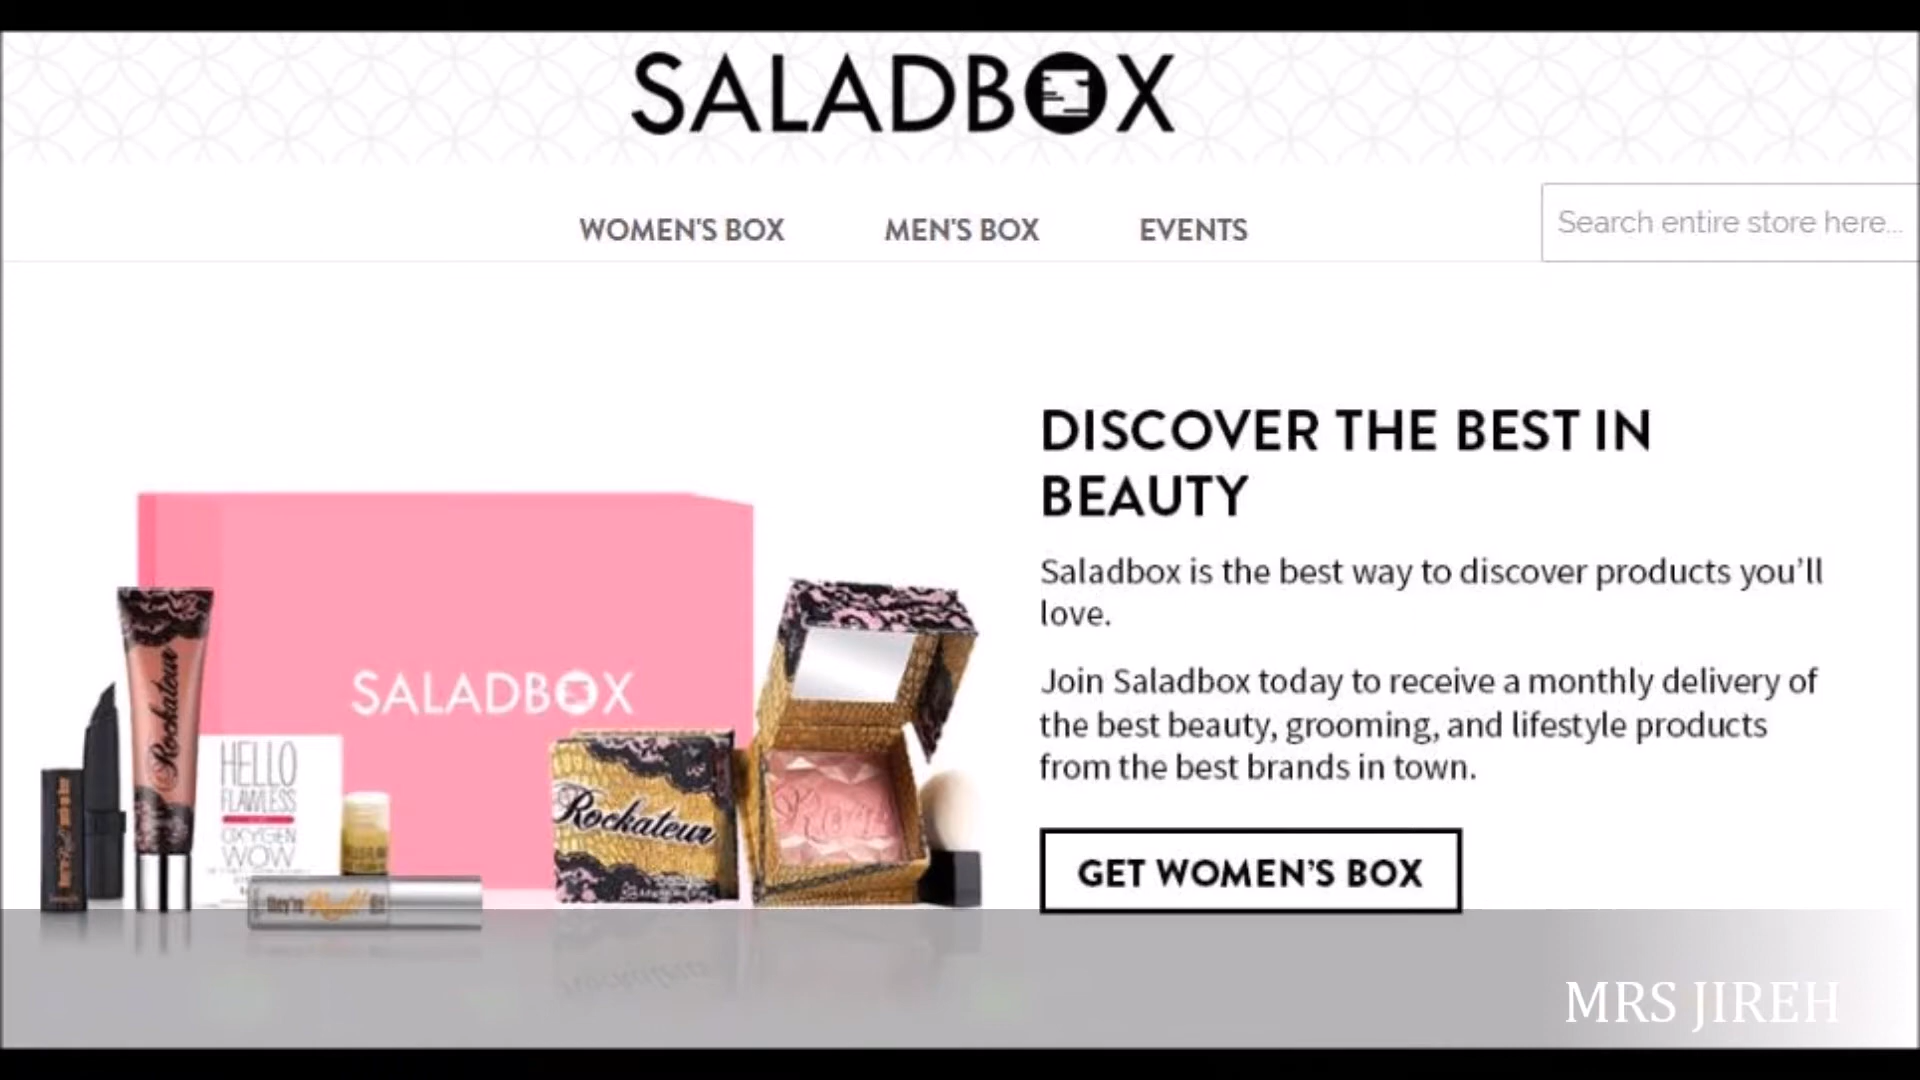 SALADBOX
WOMEN'S BOX
MEN'S BOX
EVENTS
Search entire store here...
DISCOVER THE BEST IN
BEAUTY
Saladbox is the best way to discover products you'll
love.
Join Saladbox today to receive a monthly delivery of
the best beauty, grooming, and lifestyle products
from the best brands in town.
GET WOMEN'S BOX
SALADBOX
Rockateur
HELLO
FLAWLESS
OXYGEN
WOW
they're Real!
Rockateur
MRS JIREH